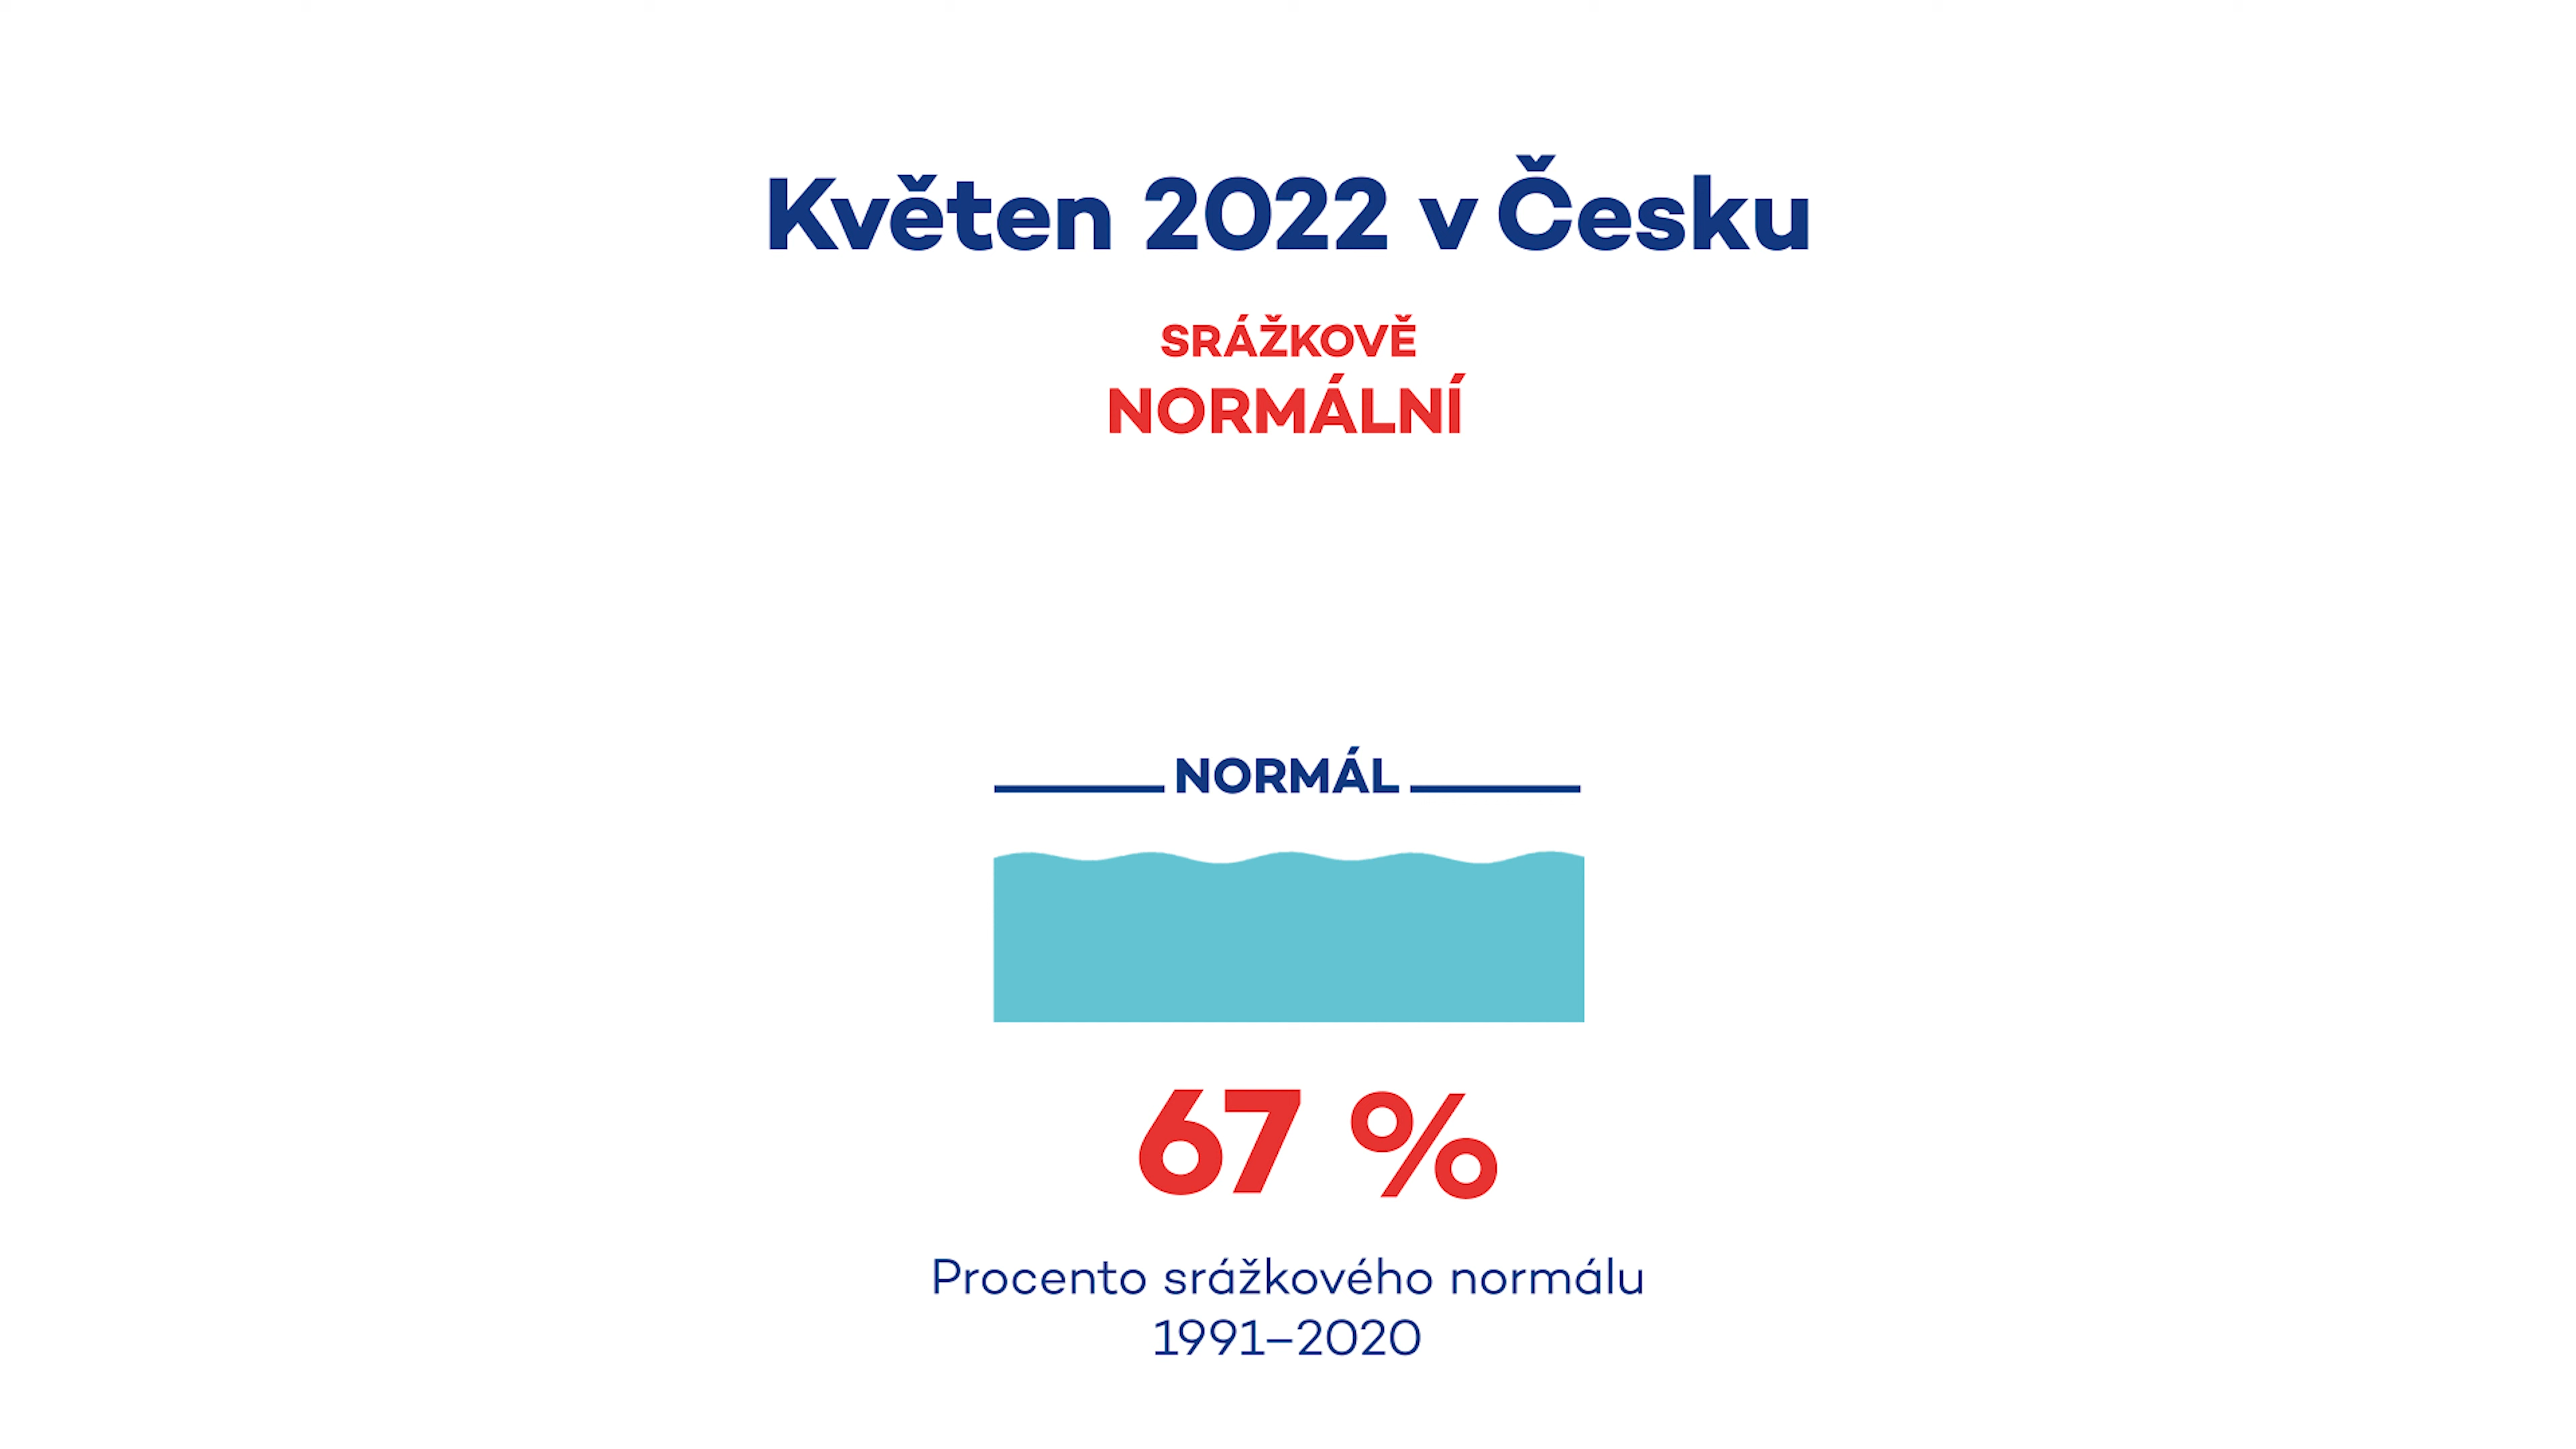 Květen 2022 v Česku
SRÁŽKOVĚ
NORMÁLNÍ
NORMÁL
67 %
Procento srážkového normálu
1991–2020